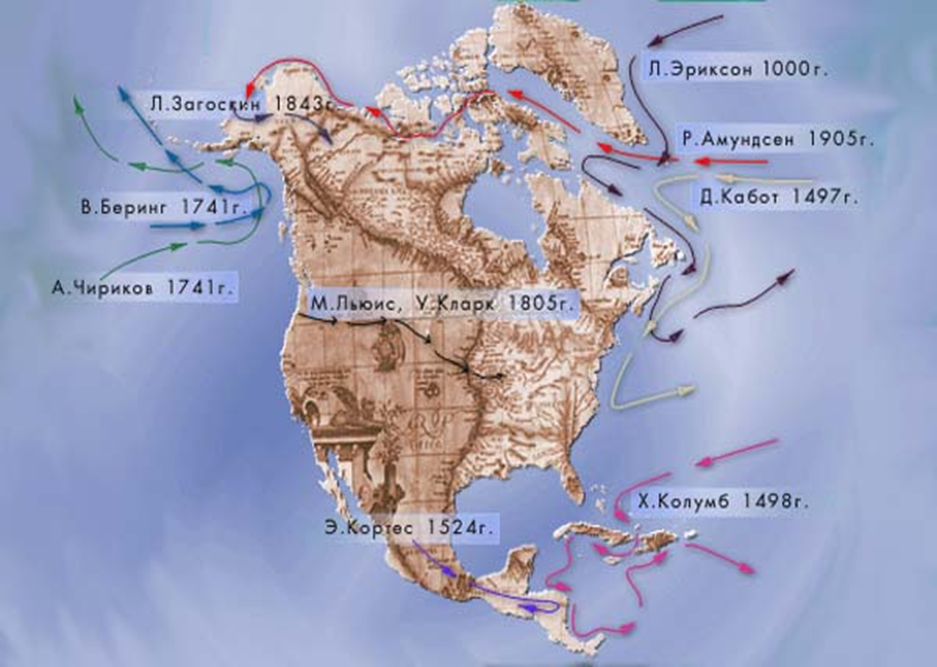 Л.Эриксон 1000г.
Л.Загоскин 1843г.
Р.Амундсен 1905г.
Д.Кабот 1497г.
В.Беринг 1741г.
А.Чириков 1741г.
М.Льюис, У.Кларк 1805г.
Х.Колумб 1498г.
Э.Кортес 1524г.